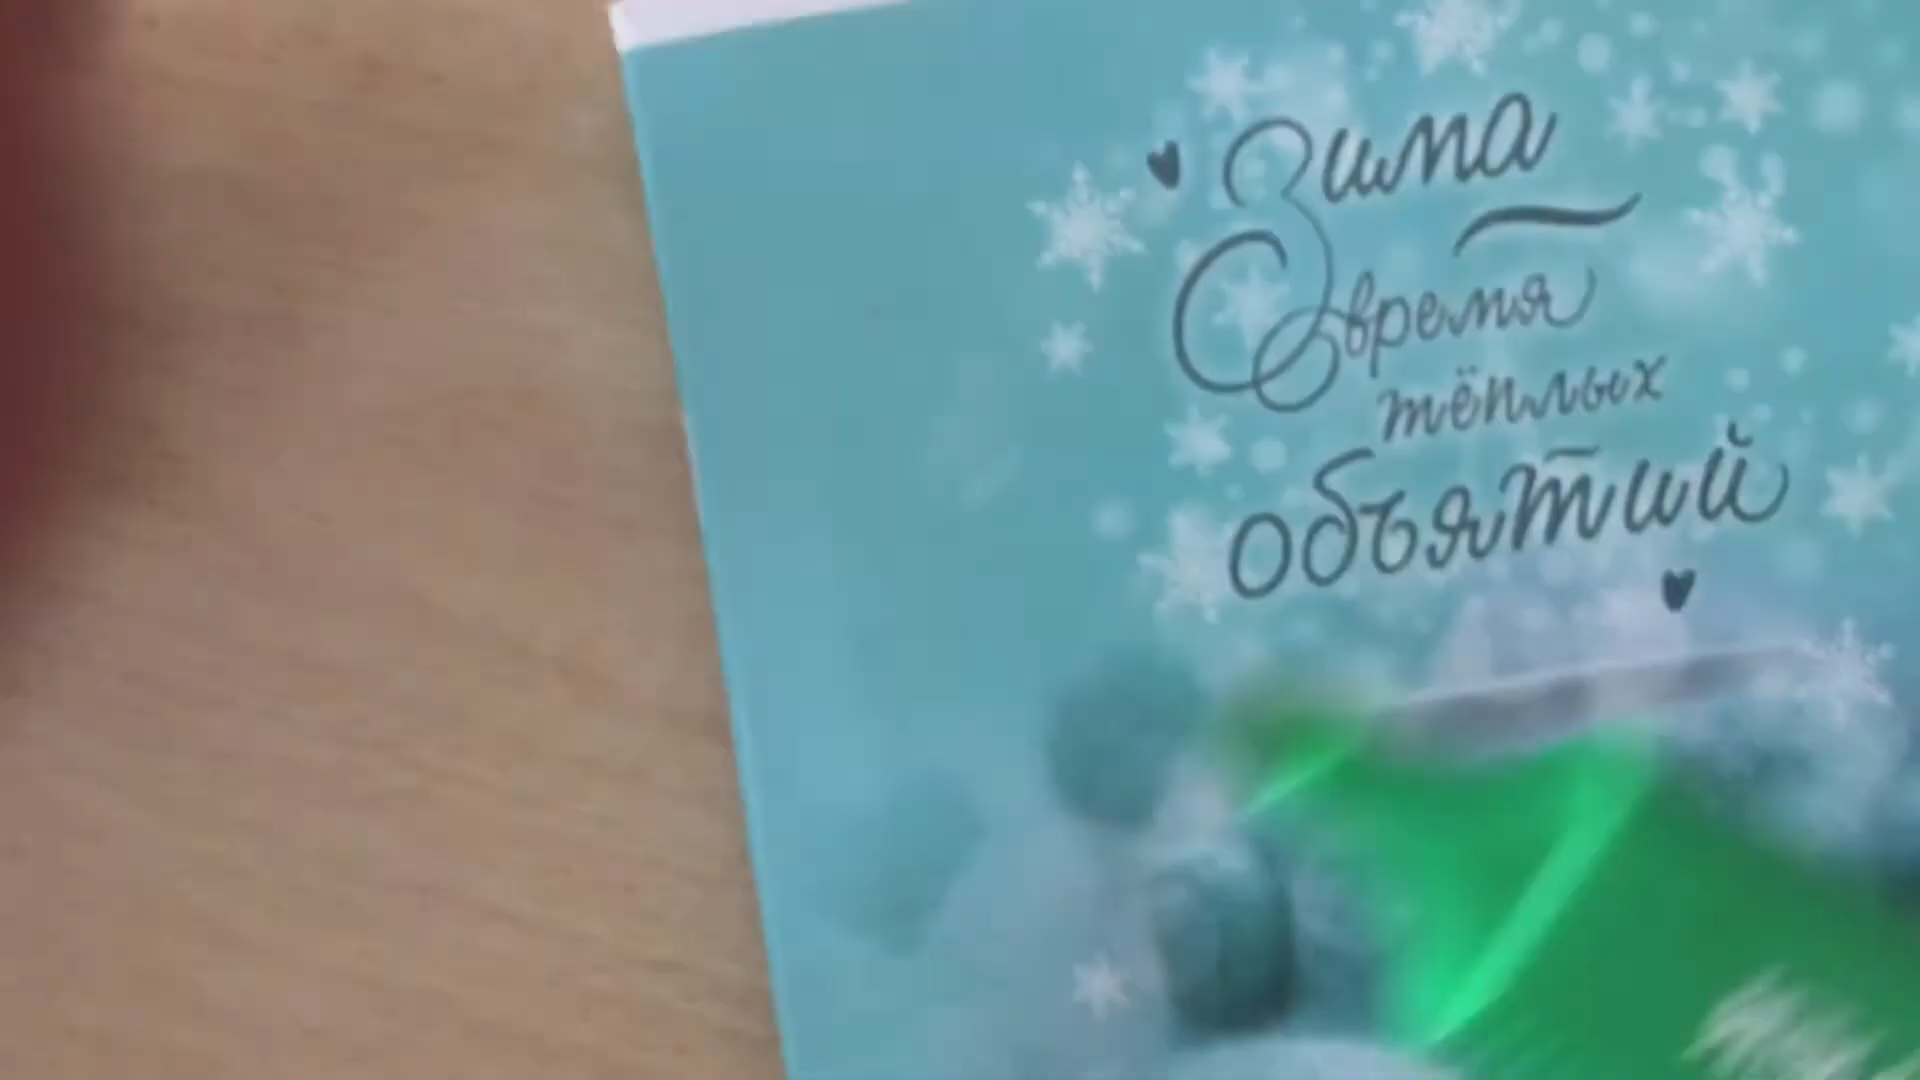 Зима
время
тёплых
объятий